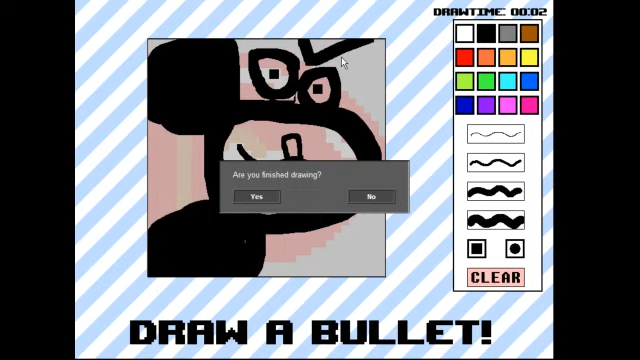 DRAWTIME 00:02
Are you finished drawing?
Yes
No
CLEAR
DRAW A BULLET!